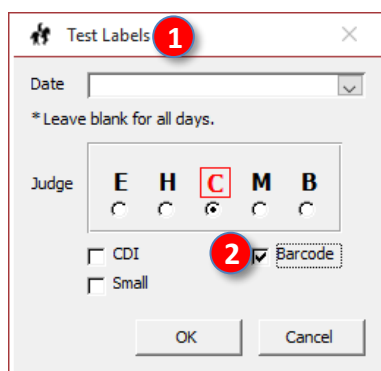 Test Labels 1
Date
*Leave blank for all days.
Judge E H C M B
CDI 2 Barcode
Small
OK Cancel